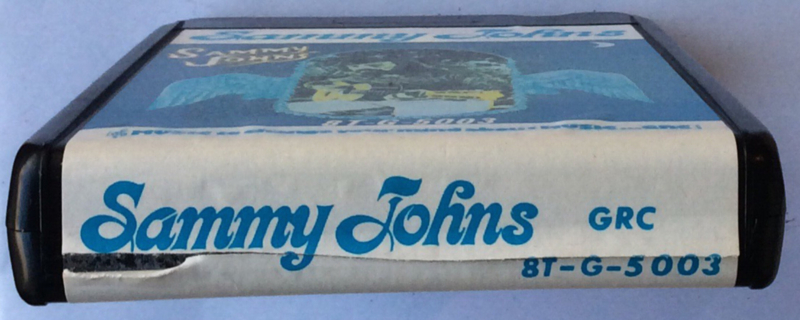 Sammy Johns
SAMMY
JOHNS
8T-G-5003
Sammy Johns GRC
8T-G-5003